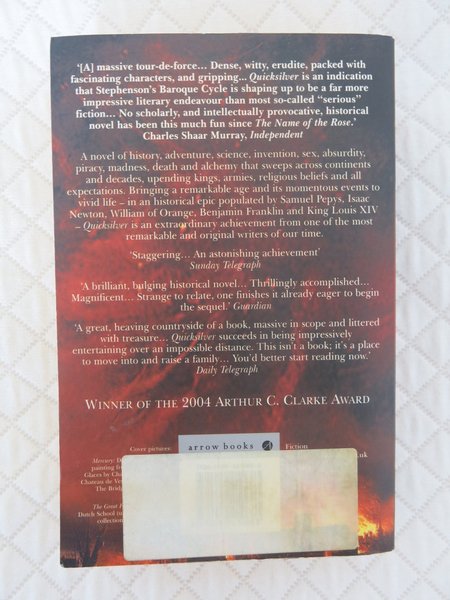 ‘[A] massive tour-de-force... Dense, witty, erudite, packed with
fascinating characters, and gripping... Quicksilver is an indication
that Stephenson's Baroque Cycle is shaping up to be a far more
impressive literary endeavour than most so-called “serious”
fiction... No scholarly, and intellectually provocative, historical
novel has been this much fun since The Name of the Rose.’
Charles Shaar Murray, Independent
A novel of history, adventure, science, invention, sex, absurdity,
piracy, madness, death and alchemy that sweeps across continents
and decades, upending kings, armies, religious beliefs and all
expectations. Bringing a remarkable age and its momentous events to
vivid life – in an historical epic populated by Samuel Pepys, Isaac
Newton, William of Orange, Benjamin Franklin and King Louis XIV
– Quicksilver is an extraordinary achievement from one of the most
remarkable and original writers of our time.
‘Staggering... An astonishing achievement’
Sunday Telegraph
‘A brilliant, bulging historical novel... Thrillingly accomplished...
Magnificent... Strange to relate, one finishes it already eager to begin
the sequel.’ Guardian
‘A great, heaving countryside of a book, massive in scope and littered
with treasure... Quicksilver succeeds in being impressively
entertaining over an impossible distance. This isn't a book; it's a place
to move into and raise a family... You'd better start reading now.’
Daily Telegraph
WINNER OF THE 2004 ARTHUR C. CLARKE AWARD
Cover pictures:
arrow books
Fiction
Mercury:
painting
Glaces by
Chateau de
The
The Great
Dutch School